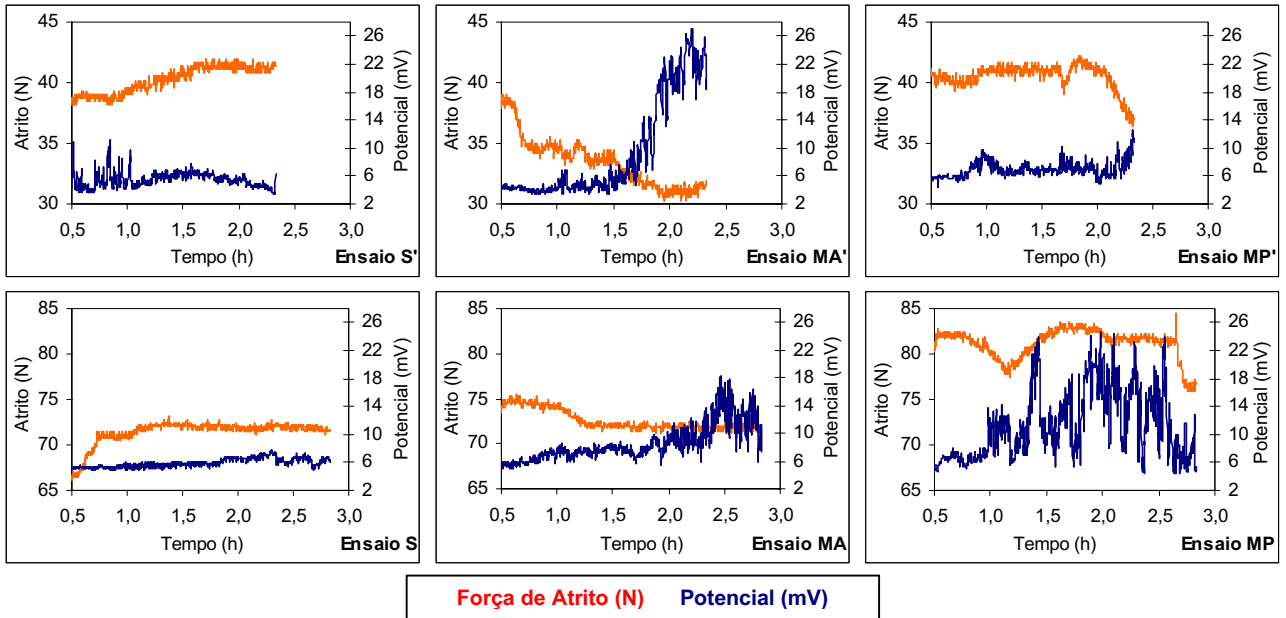 45
40
35
30
Atrito (N)
26
22
18
14
10
6
2
Potencial (mV)
0,5 1,0 1,5 2,0 2,5 3,0
Tempo (h)
Ensaio S'
45
40
35
30
Atrito (N)
26
22
18
14
10
6
2
Potencial (mV)
0,5 1,0 1,5 2,0 2,5 3,0
Tempo (h)
Ensaio MA'
45
40
35
30
Atrito (N)
26
22
18
14
10
6
2
Potencial (mV)
0,5 1,0 1,5 2,0 2,5 3,0
Tempo (h)
Ensaio MP'
85
80
75
70
65
Atrito (N)
26
22
18
14
10
6
2
Potencial (mV)
0,5 1,0 1,5 2,0 2,5 3,0
Tempo (h)
Ensaio S
85
80
75
70
65
Atrito (N)
26
22
18
14
10
6
2
Potencial (mV)
0,5 1,0 1,5 2,0 2,5 3,0
Tempo (h)
Ensaio MA
85
80
75
70
65
Atrito (N)
26
22
18
14
10
6
2
Potencial (mV)
0,5 1,0 1,5 2,0 2,5 3,0
Tempo (h)
Ensaio MP
Força de Atrito (N) Potencial (mV)